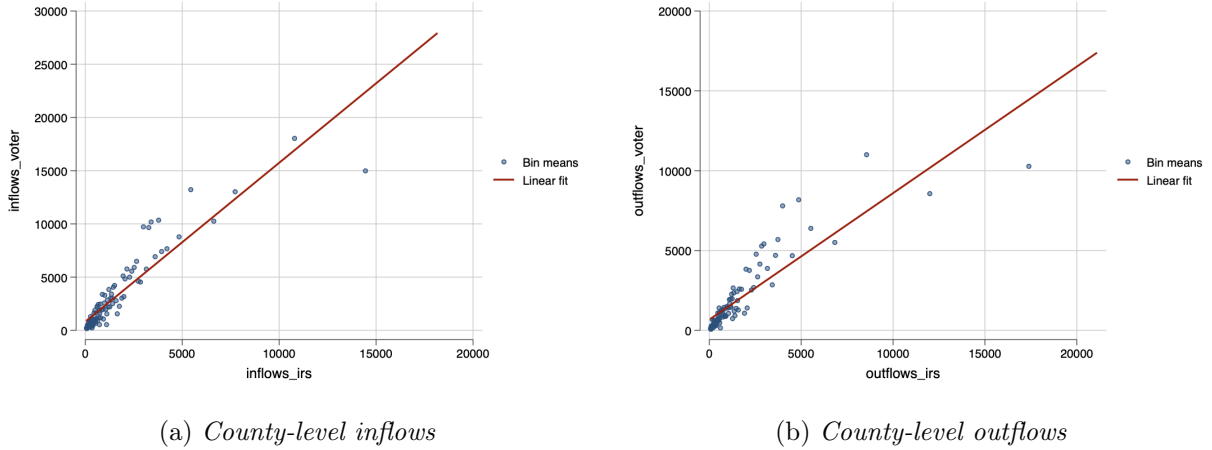 30000
25000
20000
15000
10000
5000
0
inflows_voter
0 5000 10000 15000 20000
inflows_irs
Bin means
Linear fit
(a) County-level inflows
20000
15000
10000
5000
0
outflows_voter
0 5000 10000 15000 20000
outflows_irs
Bin means
Linear fit
(b) County-level outflows